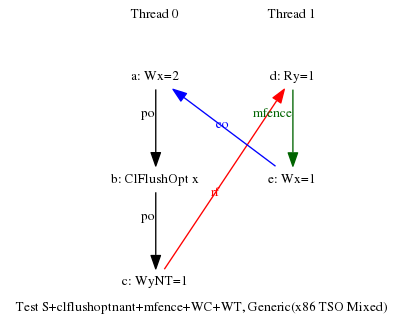 Thread 0
Thread 1
a: Wx=2
d: Ry=1
po
mfence
co
b: ClFlushOpt x
e: Wx=1
rf
po
c: WyNT=1
Test S+clflushoptnant+mfence+WC+WT, Generic(x86 TSO Mixed)